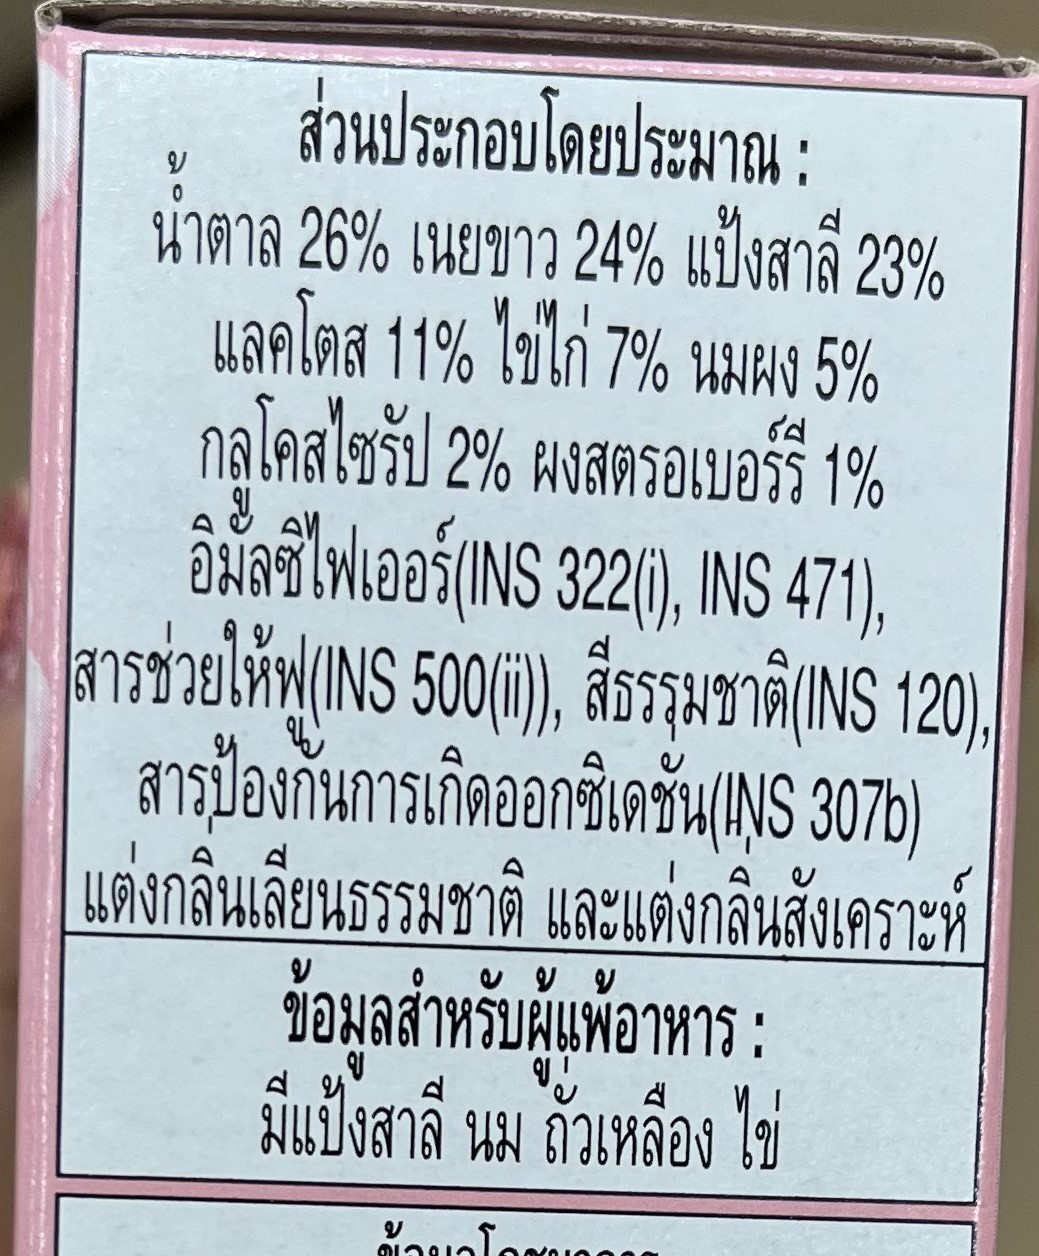 ส่วนประกอบโดยประมาณ :
น้ำตาล 26% เนยขาว 24% แป้งสาลี 23%
แลคโตส 11% ไข่ไก่ 7% นมผง 5%
กลูโคสไซรัป 2% ผงสตรอเบอร์รี 1%
อิมัลซิไฟเออร์(INS 322(i), INS 471),
สารช่วยให้ฟู(INS 500(ii)), สีธรรมชาติ(INS 120),
สารป้องกันการเกิดออกซิเดชัน(INS 307b)
แต่งกลิ่นเลียนธรรมชาติ และแต่งกลิ่นสังเคราะห์
ข้อมูลสำหรับผู้แพ้อาหาร :
มีแป้งสาลี นม ถั่วเหลือง ไข่